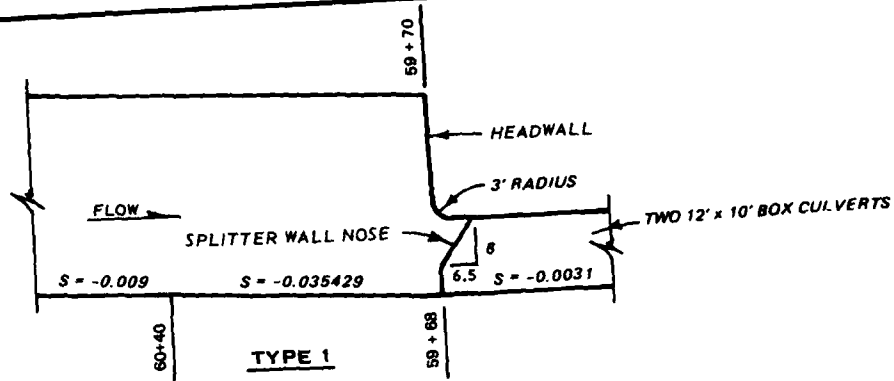 59 + 70
HEADWALL
3' RADIUS
FLOW
TWO 12' x 10' BOX CULVERTS
SPLITTER WALL NOSE
8
6.5
S = -0.009
S = -0.035429
S = -0.0031
60+40
59 + 68
TYPE 1